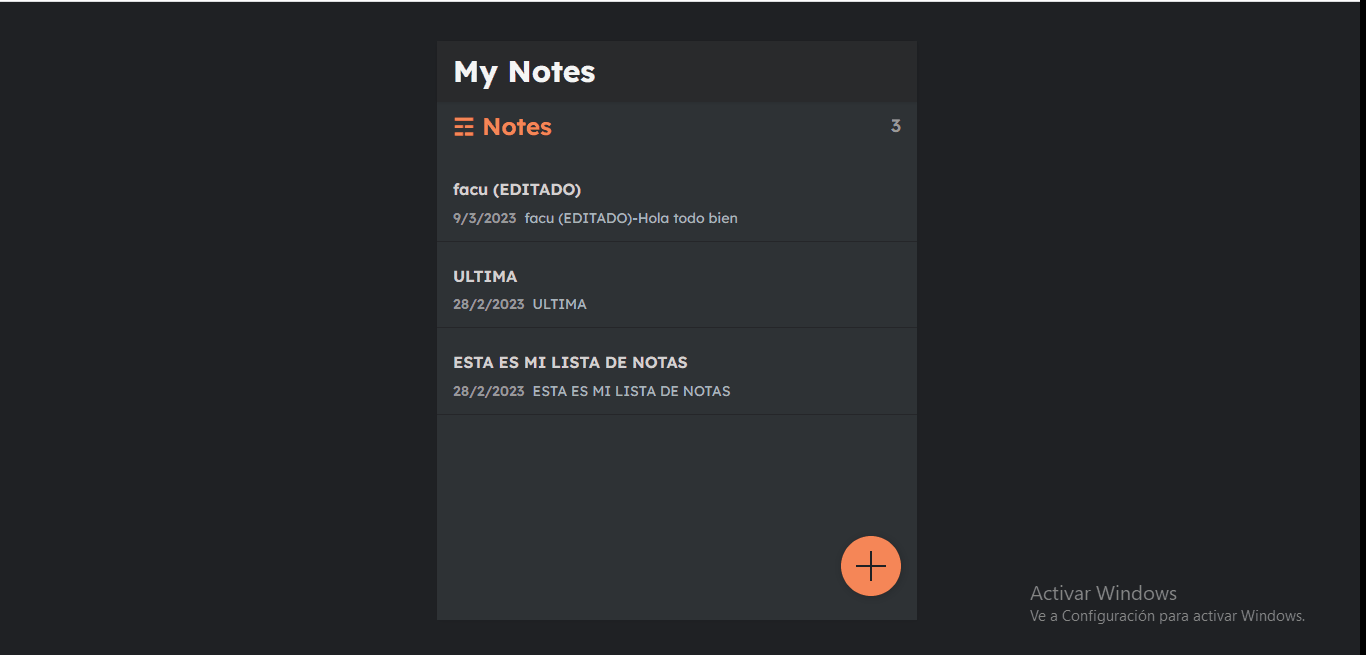 My Notes
Notes 3
facu (EDITADO)
9/3/2023 facu (EDITADO)-Hola todo bien
ULTIMA
28/2/2023 ULTIMA
ESTA ES MI LISTA DE NOTAS
28/2/2023 ESTA ES MI LISTA DE NOTAS
Activar Windows
Ve a Configuración para activar Windows.